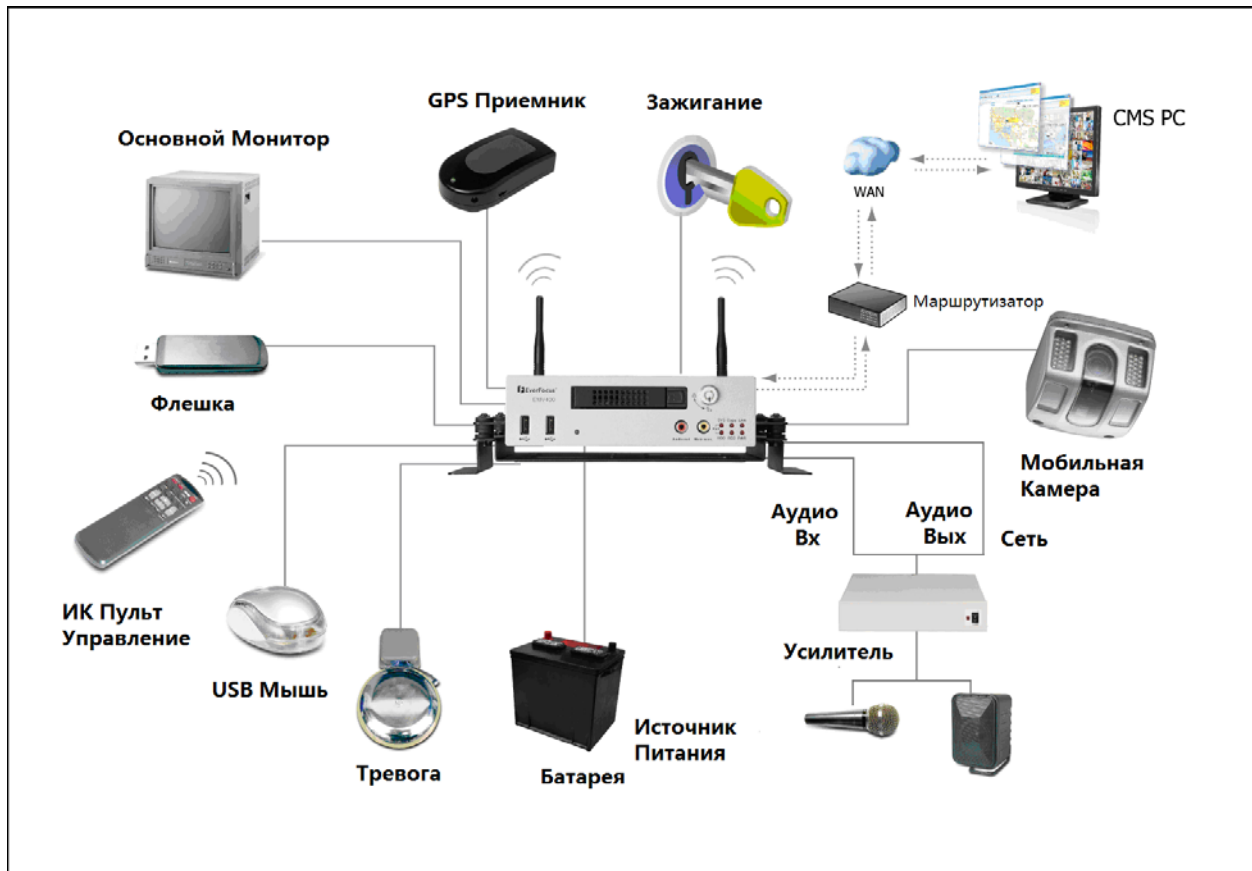 GPS Приемник
Зажигание
Основной Монитор
CMS PC
WAN
Маршрутизатор
Флешка
EverFocus
Мобильная
Камера
Аудио
Вх
Аудио
Вых
Сеть
ИК Пульт
Управление
USB Мышь
Усилитель
Тревога
Батарея
Источник
Питания